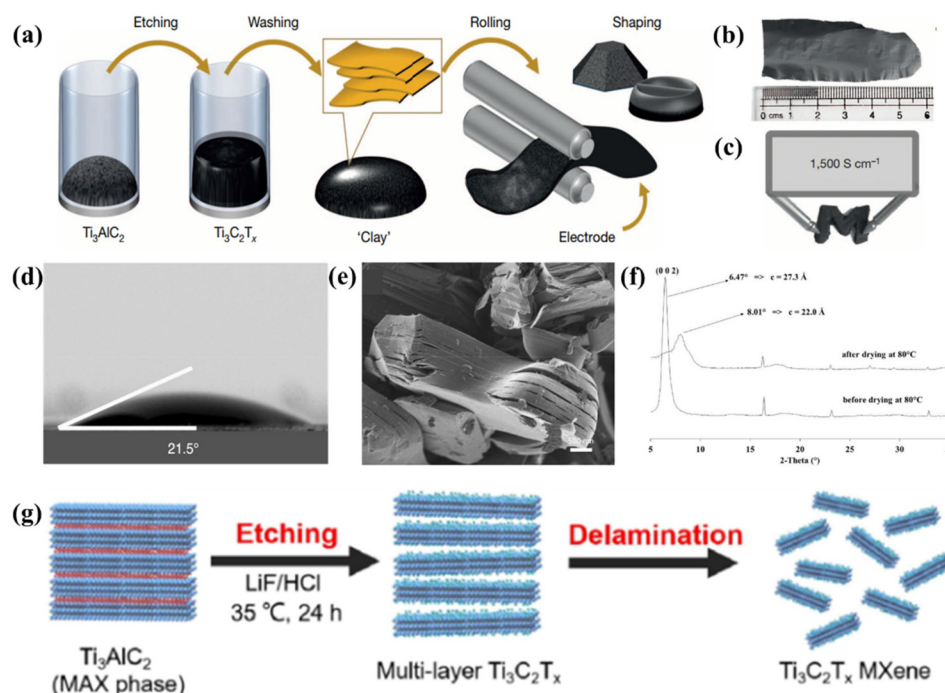 (a)
Etching
Washing
Rolling
Shaping
Ti₃AlC₂
Ti₃C₂Tₓ
'Clay'
Electrode
(b)
0 cms 1 2 3 4 5 6
(c)
1,500 S cm⁻¹
(d)
21.5°
(e)
(f)
(0 0 2)
6.47° => c = 27.3 Å
8.01° => c = 22.0 Å
after drying at 80°C
before drying at 80°C
5 10 15 20 25 30 35
2-Theta (°)
(g)
Etching
LiF/HCl
35 ℃, 24 h
Delamination
Ti₃AlC₂
(MAX phase)
Multi-layer Ti₃C₂Tₓ
Ti₃C₂Tₓ MXene